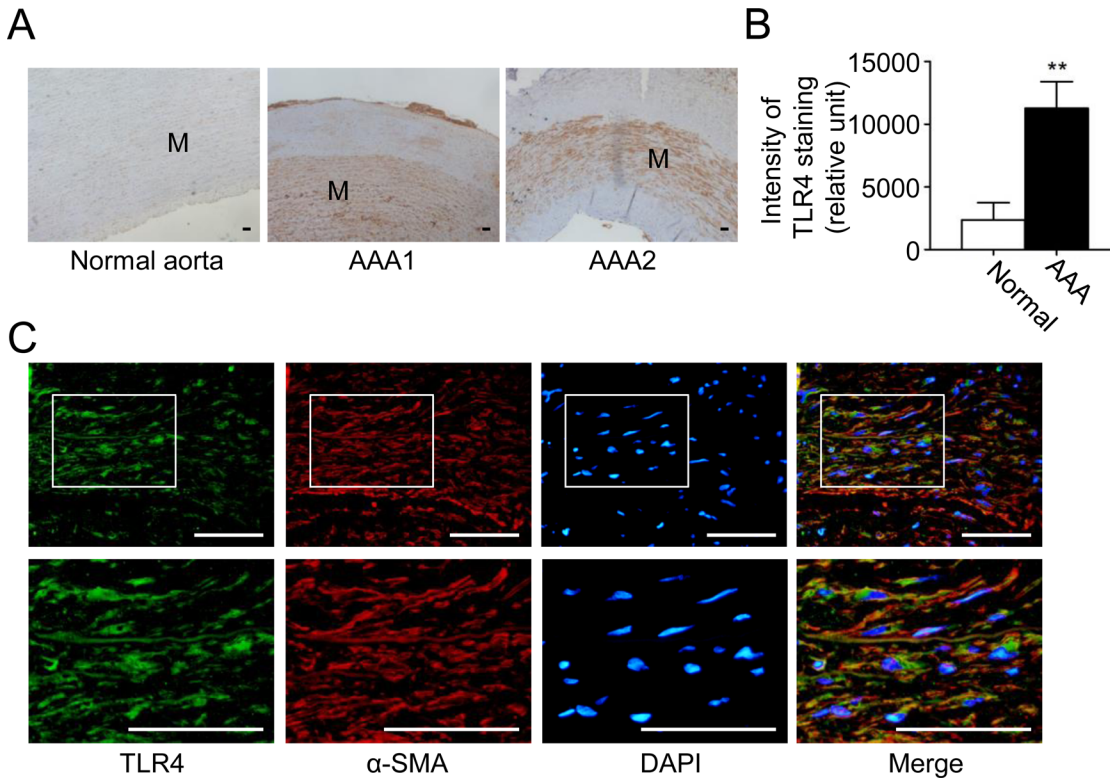 A
M
M
M
Normal aorta
AAA1
AAA2
B
Intensity of
TLR4 staining
(relative unit)
15000
10000
5000
0
**
Normal
AAA
C
TLR4
α-SMA
DAPI
Merge